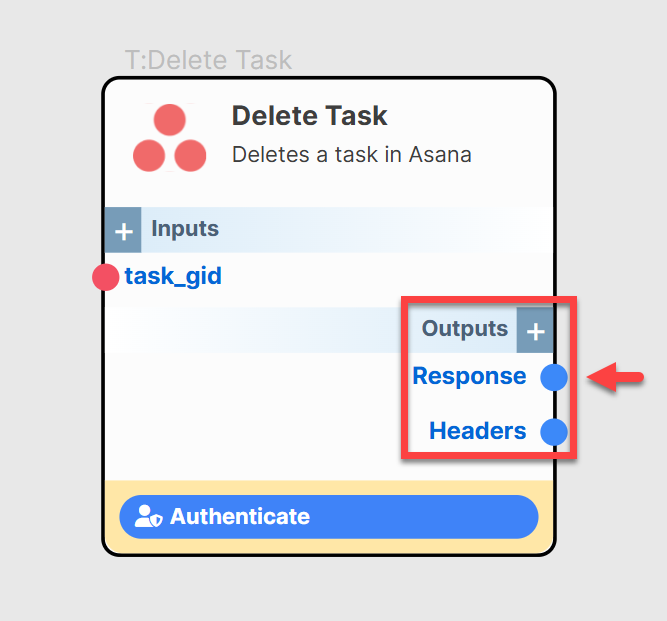 T:Delete Task
Delete Task
Deletes a task in Asana
+ Inputs
task_gid
Outputs +
Response
Headers
Authenticate